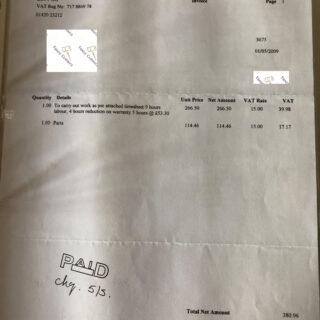 Invoice
Page 1
VAT Reg No: 717 8869 78
01420 23212
5075
01/05/2009
Quantity Details Unit Price Net Amount VAT Rate VAT
1.00 To carry out work as per attached timesheet 9 hours 266.50 266.50 15.00 39.98
labour, 4 hours reduction on warranty 5 hours @ £53.30
1.00 Parts 114.46 114.46 15.00 17.17
PAID
chq. 5/5.
Total Net Amount 380.96